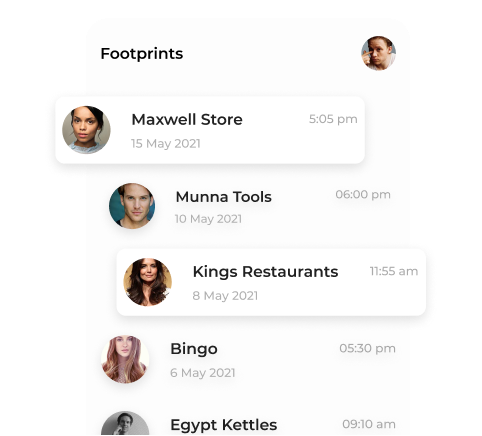 Footprints
Maxwell Store 5:05 pm
15 May 2021
Munna Tools 06:00 pm
10 May 2021
Kings Restaurants 11:55 am
8 May 2021
Bingo 05:30 pm
6 May 2021
Egypt Kettles 09:10 am